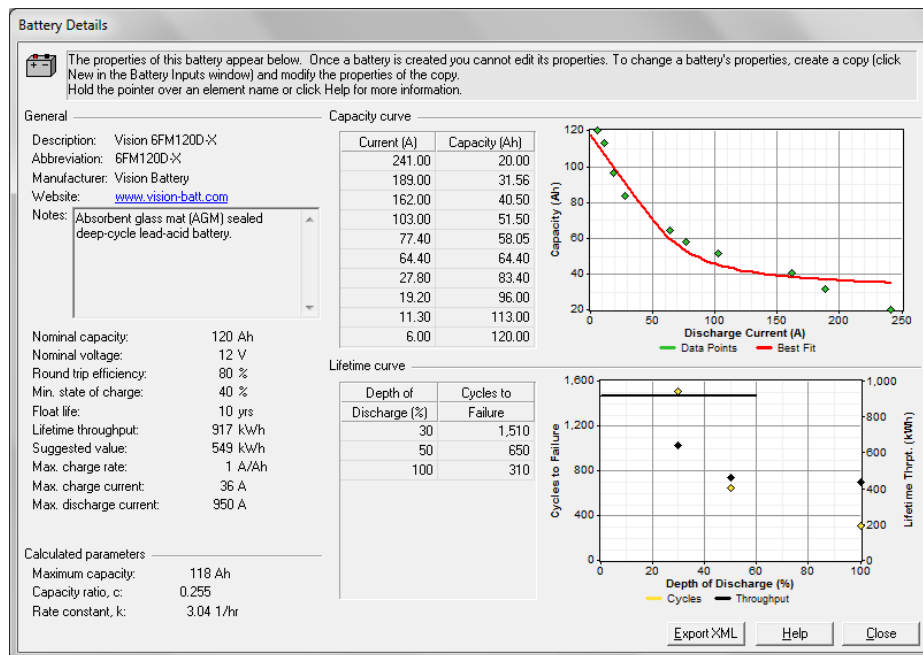 Battery Details
The properties of this battery appear below. Once a battery is created you cannot edit its properties. To change a battery's properties, create a copy (click
New in the Battery Inputs window) and modify the properties of the copy.
Hold the pointer over an element name or click Help for more information.
General
Description: Vision 6FM120D-X
Abbreviation: 6FM120D-X
Manufacturer: Vision Battery
Website: www.vision-batt.com
Notes: Absorbent glass mat (AGM) sealed
deep-cycle lead-acid battery.
Nominal capacity: 120 Ah
Nominal voltage: 12 V
Round trip efficiency: 80 %
Min. state of charge: 40 %
Float life: 10 yrs
Lifetime throughput: 917 kWh
Suggested value: 549 kWh
Max. charge rate: 1 A/Ah
Max. charge current: 36 A
Max. discharge current: 950 A
Calculated parameters
Maximum capacity: 118 Ah
Capacity ratio, c: 0.255
Rate constant, k: 3.04 1/hr
Capacity curve
Current (A) Capacity (Ah)
241.00 20.00
189.00 31.56
162.00 40.50
103.00 51.50
77.40 58.05
64.40 64.40
27.80 83.40
19.20 96.00
11.30 113.00
6.00 120.00
120
100
80
60
40
20
Capacity (Ah)
0 50 100 150 200 250
Discharge Current (A)
Data Points Best Fit
Lifetime curve
Depth of Cycles to
Discharge (%) Failure
30 1,510
50 650
100 310
1,600
1,200
800
400
0
Cycles to Failure
1,000
800
600
400
200
0
Lifetime Thrpt. (kWh)
0 20 40 60 80 100
Depth of Discharge (%)
Cycles Throughput
Export XML Help Close